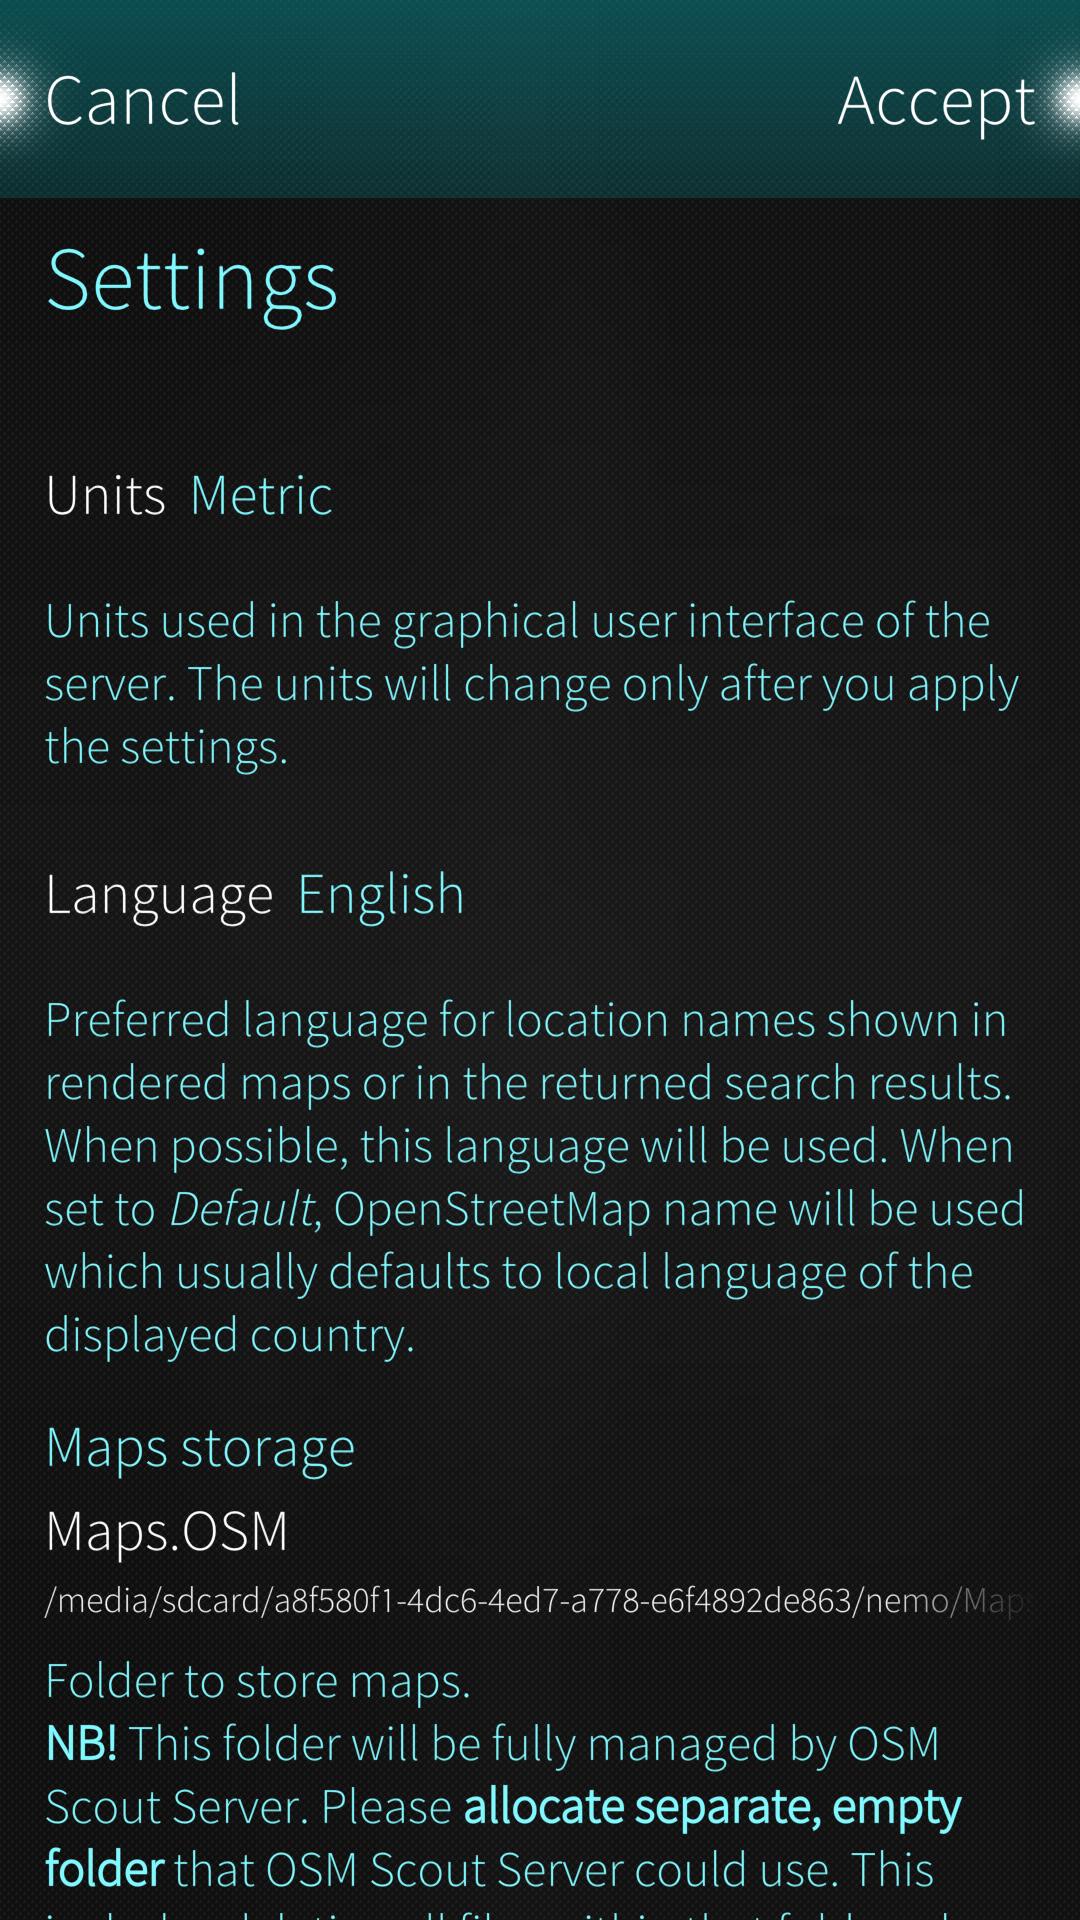 Cancel Accept
Settings
Units Metric
Units used in the graphical user interface of the
server. The units will change only after you apply
the settings.
Language English
Preferred language for location names shown in
rendered maps or in the returned search results.
When possible, this language will be used. When
set to Default, OpenStreetMap name will be used
which usually defaults to local language of the
displayed country.
Maps storage
Maps.OSM
/media/sdcard/a8f580f1-4dc6-4ed7-a778-e6f4892de863/nemo/Map
Folder to store maps.
NB! This folder will be fully managed by OSM
Scout Server. Please allocate separate, empty
folder that OSM Scout Server could use. This